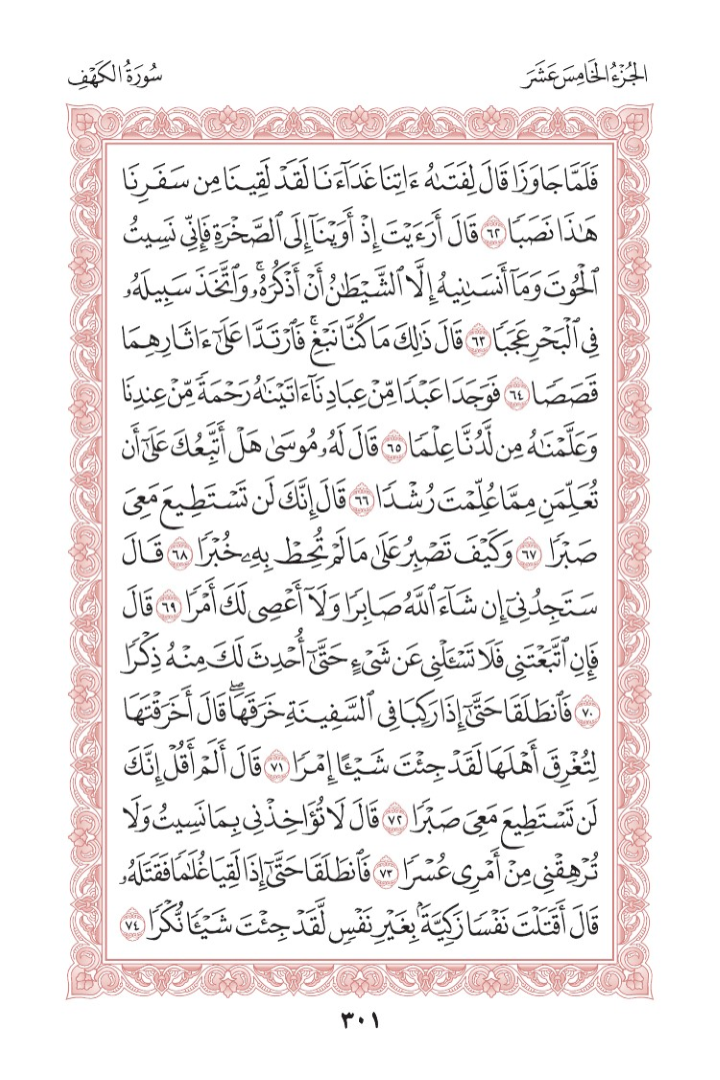 الجُزْءُ الخَامِسَ عَشَرَ
سُورَةُ الكَهْفِ
فَلَمَّا جَاوَزَا قَالَ لِفَتَىٰهُ ءَاتِنَا غَدَآءَنَا لَقَدۡ لَقِينَا مِن سَفَرِنَا
هَٰذَا نَصَبٗا ٦٢ قَالَ أَرَءَيۡتَ إِذۡ أَوَيۡنَآ إِلَى ٱلصَّخۡرَةِ فَإِنِّي نَسِيتُ
ٱلۡحُوتَ وَمَآ أَنسَىٰنِيهُ إِلَّا ٱلشَّيۡطَٰنُ أَنۡ أَذۡكُرَهُۥۚ وَٱتَّخَذَ سَبِيلَهُۥ
فِي ٱلۡبَحۡرِ عَجَبٗا ٦٣ قَالَ ذَٰلِكَ مَا كُنَّا نَبۡغِۚ فَٱرۡتَدَّا عَلَىٰٓ ءَاثَارِهِمَا
قَصَصٗا ٦٤ فَوَجَدَا عَبۡدٗا مِّنۡ عِبَادِنَآ ءَاتَيۡنَٰهُ رَحۡمَةٗ مِّنۡ عِندِنَا
وَعَلَّمۡنَٰهُ مِن لَّدُنَّا عِلۡمٗا ٦٥ قَالَ لَهُۥ مُوسَىٰ هَلۡ أَتَّبِعُكَ عَلَىٰٓ أَن
تُعَلِّمَنِ مِمَّا عُلِّمۡتَ رُشۡدٗا ٦٦ قَالَ إِنَّكَ لَن تَسۡتَطِيعَ مَعِيَ
صَبۡرٗا ٦٧ وَكَيۡفَ تَصۡبِرُ عَلَىٰ مَا لَمۡ تُحِطۡ بِهِۦ خُبۡرٗا ٦٨ قَالَ
سَتَجِدُنِيٓ إِن شَآءَ ٱللَّهُ صَابِرٗا وَلَآ أَعۡصِي لَكَ أَمۡرٗا ٦٩ قَالَ
فَإِنِ ٱتَّبَعۡتَنِي فَلَا تَسۡـَٔلۡنِي عَن شَيۡءٍ حَتَّىٰٓ أُحۡدِثَ لَكَ مِنۡهُ ذِكۡرٗا
٧٠ فَٱنطَلَقَا حَتَّىٰٓ إِذَا رَكِبَا فِي ٱلسَّفِينَةِ خَرَقَهَاۖ قَالَ أَخَرَقۡتَهَا
لِتُغۡرِقَ أَهۡلَهَا لَقَدۡ جِئۡتَ شَيۡـًٔا إِمۡرٗا ٧١ قَالَ أَلَمۡ أَقُلۡ إِنَّكَ
لَن تَسۡتَطِيعَ مَعِيَ صَبۡرٗا ٧٢ قَالَ لَا تُؤَاخِذۡنِي بِمَا نَسِيتُ وَلَا
تُرۡهِقۡنِي مِنۡ أَمۡرِي عُسۡرٗا ٧٣ فَٱنطَلَقَا حَتَّىٰٓ إِذَا لَقِيَا غُلَٰمٗا فَقَتَلَهُۥ
قَالَ أَقَتَلۡتَ نَفۡسٗا زَكِيَّةَۢ بِغَيۡرِ نَفۡسٖ لَّقَدۡ جِئۡتَ شَيۡـٔٗا نُّكۡرٗا ٧٤
٣٠١